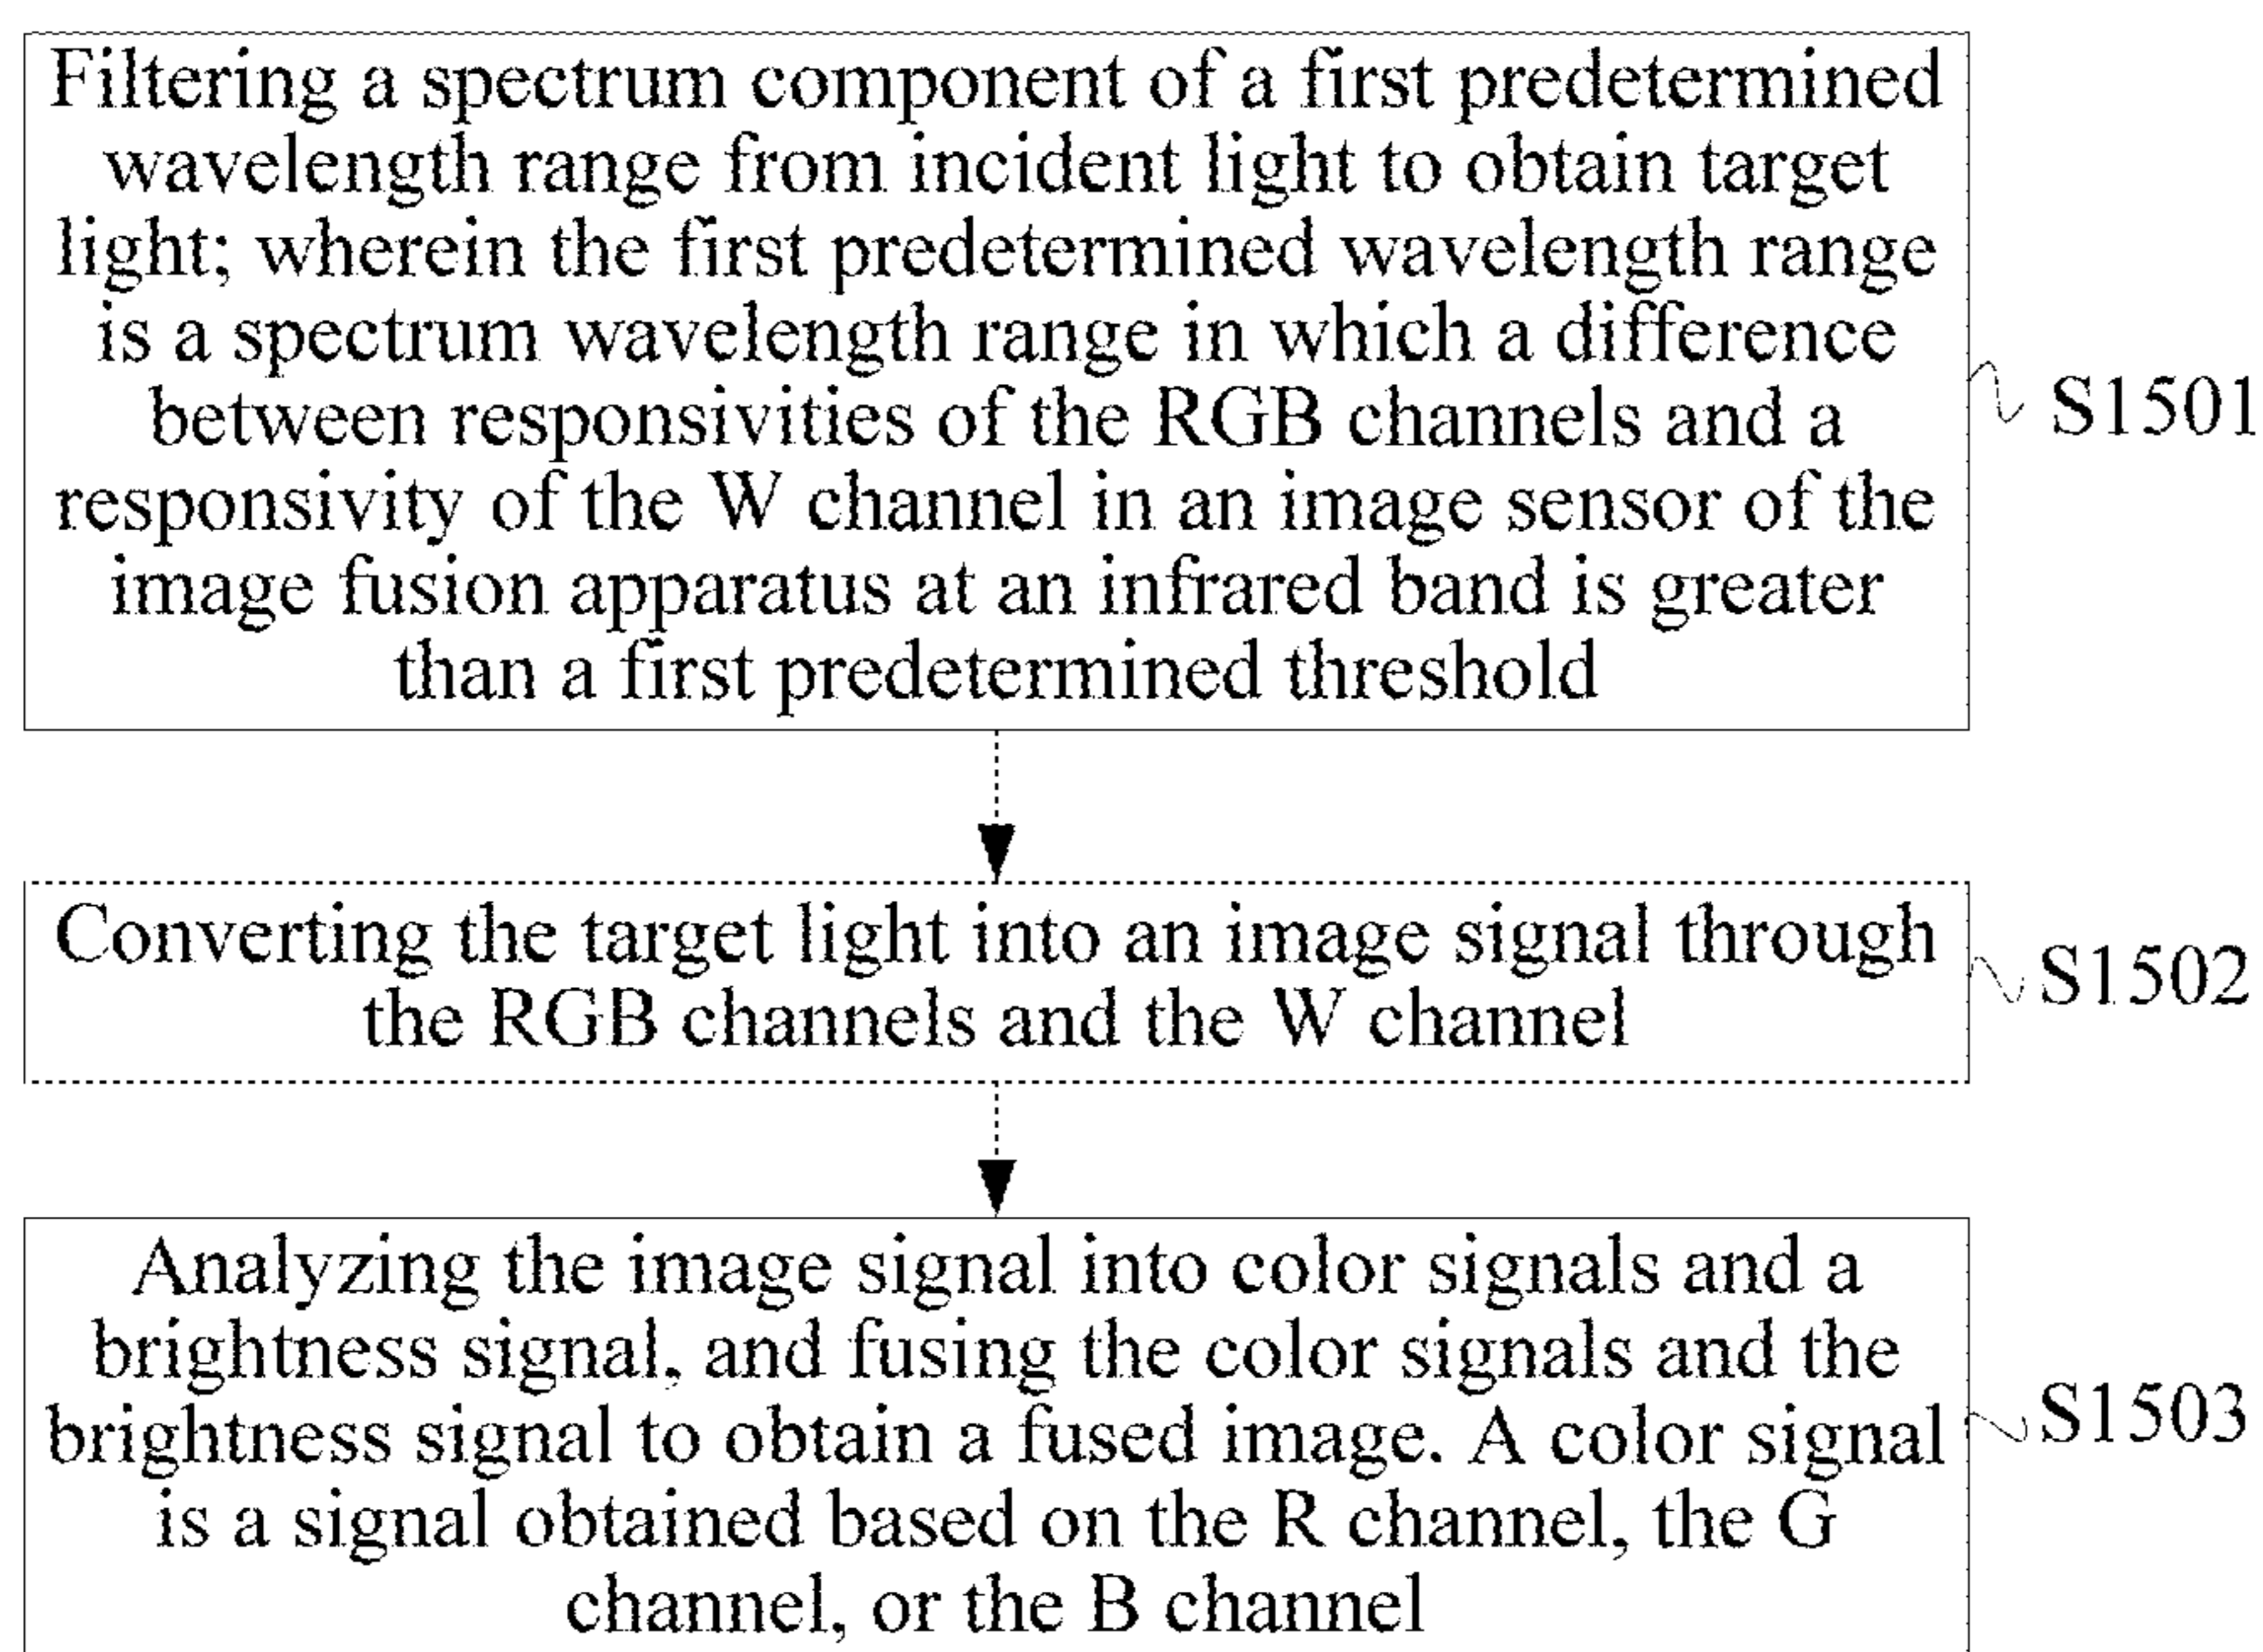 Filtering a spectrum component of a first predetermined
wavelength range from incident light to obtain target
light; wherein the first predetermined wavelength range
is a spectrum wavelength range in which a difference
between responsivities of the RGB channels and a
responsivity of the W channel in an image sensor of the
image fusion apparatus at an infrared band is greater
than a first predetermined threshold
S1501
Converting the target light into an image signal through
the RGB channels and the W channel
S1502
Analyzing the image signal into color signals and a
brightness signal, and fusing the color signals and the
brightness signal to obtain a fused image. A color signal
is a signal obtained based on the R channel, the G
channel, or the B channel
S1503